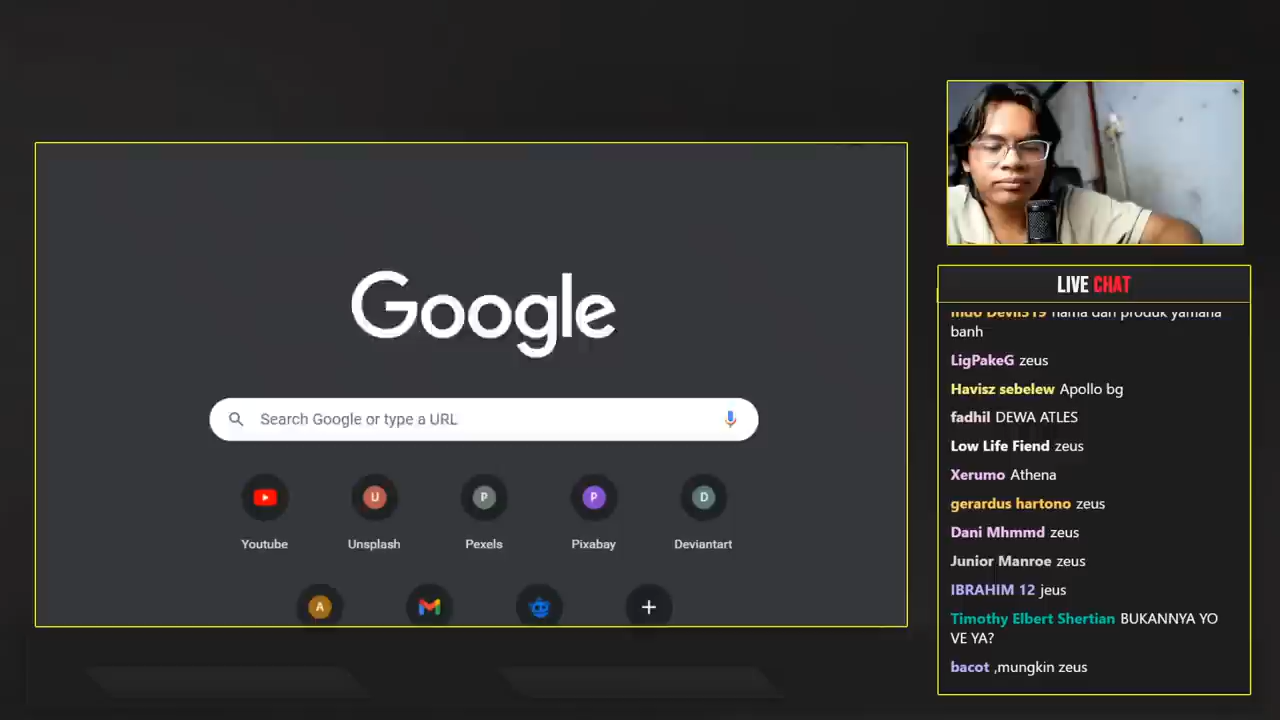 Google
Search Google or type a URL
U
P
P
D
Youtube
Unsplash
Pexels
Pixabay
Deviantart
A
LIVE CHAT
Indo Devils19 nama dari produk yamaha
banh
LigPakeG zeus
Havisz sebelew Apollo bg
fadhil DEWA ATLES
Low Life Fiend zeus
Xerumo Athena
gerardus hartono zeus
Dani Mhmmd zeus
Junior Manroe zeus
IBRAHIM 12 jeus
Timothy Elbert Shertian BUKANNYA YO
VE YA?
bacot ,mungkin zeus